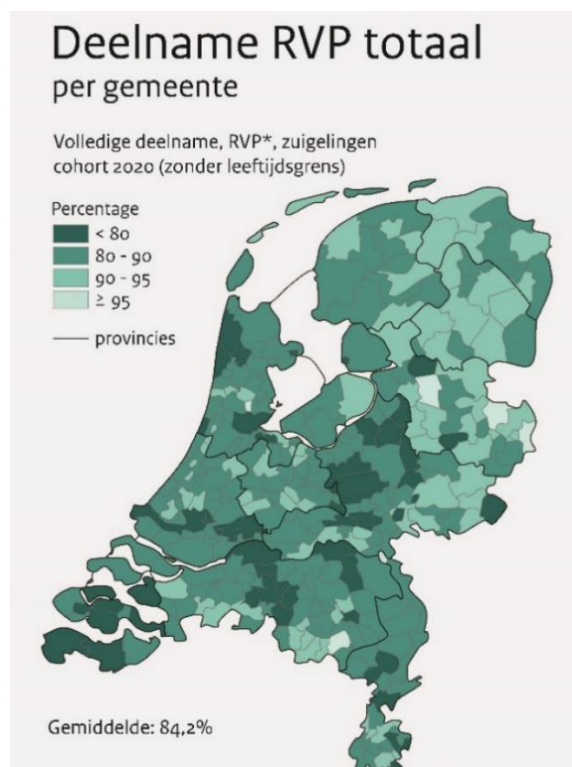 Deelname RVP totaal
per gemeente
Volledige deelname, RVP*, zuigelingen
cohort 2020 (zonder leeftijdsgrens)
Percentage
< 80
80 - 90
90 - 95
≥ 95
provincies
Gemiddelde: 84,2%